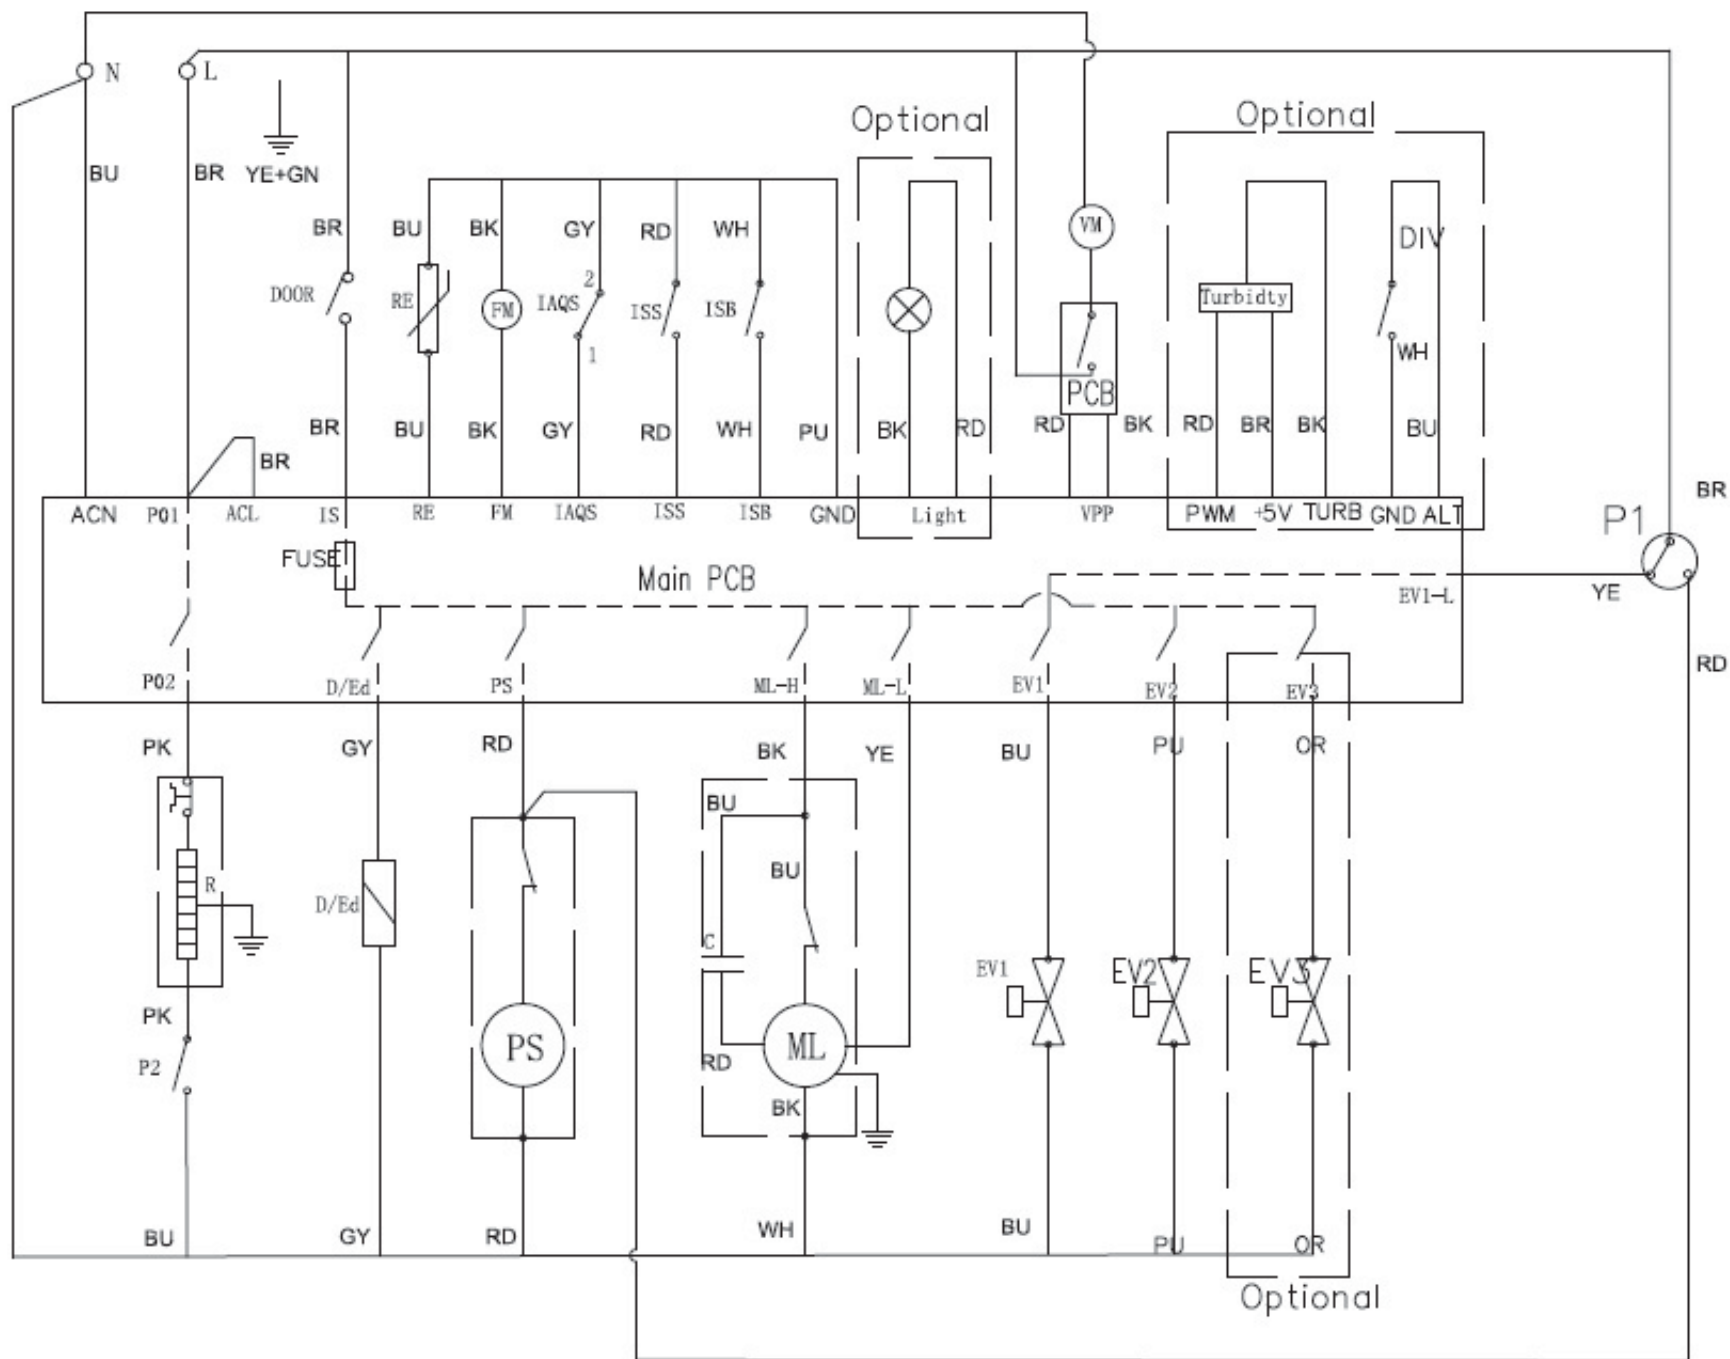 N
L
Optional
Optional
BU
BR
YE+GN
BR
BU
BK
GY
RD
WH
VM
DIV
DOOR
RE
FM
IAQS
2
1
ISS
ISB
Turbidty
WH
PCB
BR
BU
BK
GY
RD
WH
PU
BK
RD
RD
BK
RD
BR
BK
BU
BR
ACN
P01
ACL
IS
RE
FM
IAQS
ISS
ISB
GND
Light
VPP
PWM
+5V
TURB
GND
ALT
BR
P1
FUSE
Main PCB
EV1-L
YE
P02
D/Ed
PS
ML-H
ML-L
EV1
EV2
EV3
RD
PK
GY
RD
BK
YE
BU
PU
OR
BU
BU
R
D/Ed
C
EV1
EV2
EV3
PK
PS
ML
P2
RD
BK
BU
GY
RD
WH
BU
PU
OR
Optional